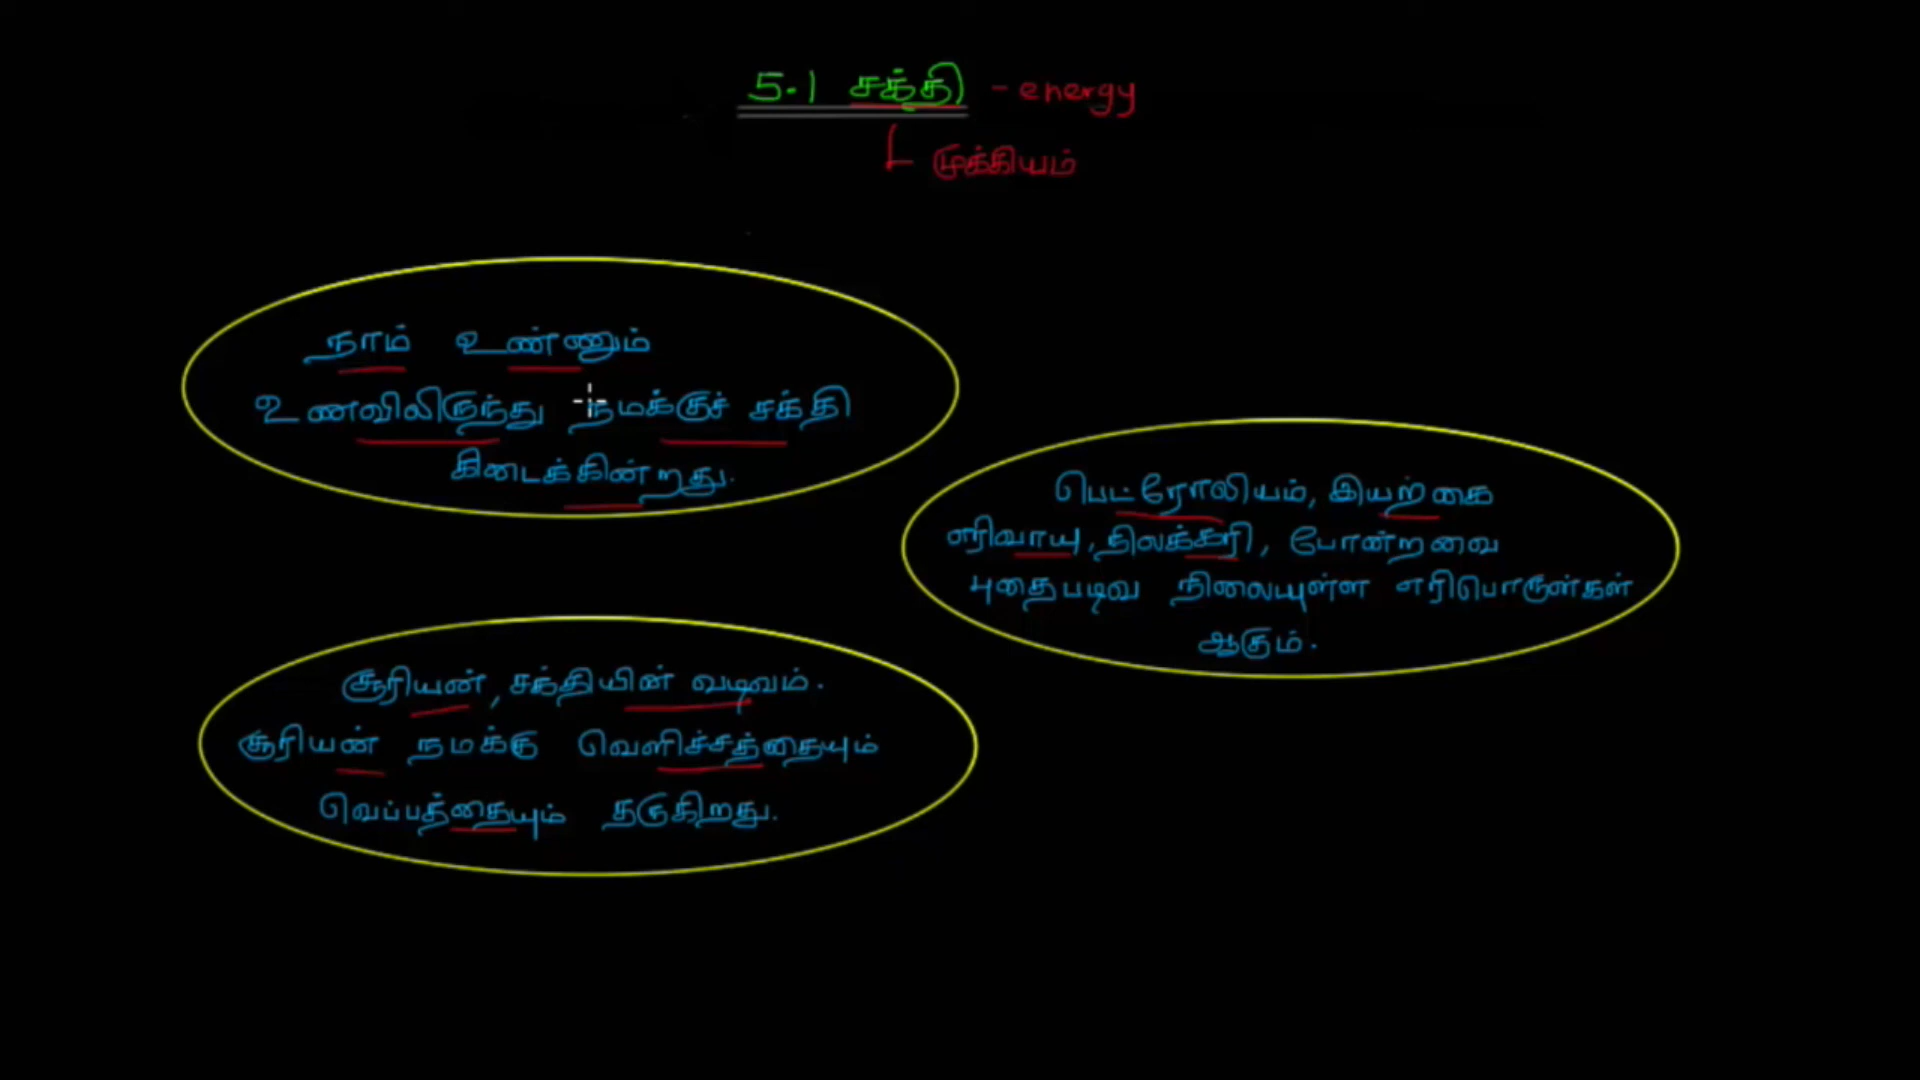 5.1 சக்தி - energy
முக்கியம்
நாம் உண்ணும்
உணவிலிருந்து நமக்குச் சக்தி
கிடைக்கின்றது.
பெட்ரோலியம், இயற்கை
எரிவாயு, நிலக்கரி, போன்றவை
புதைபடிவ நிலையுள்ள எரிபொருள்கள்
ஆகும்.
சூரியன், சக்தியின் வடிவம்.
சூரியன் நமக்கு வெளிச்சத்தையும்
வெப்பத்தையும் தருகிறது.